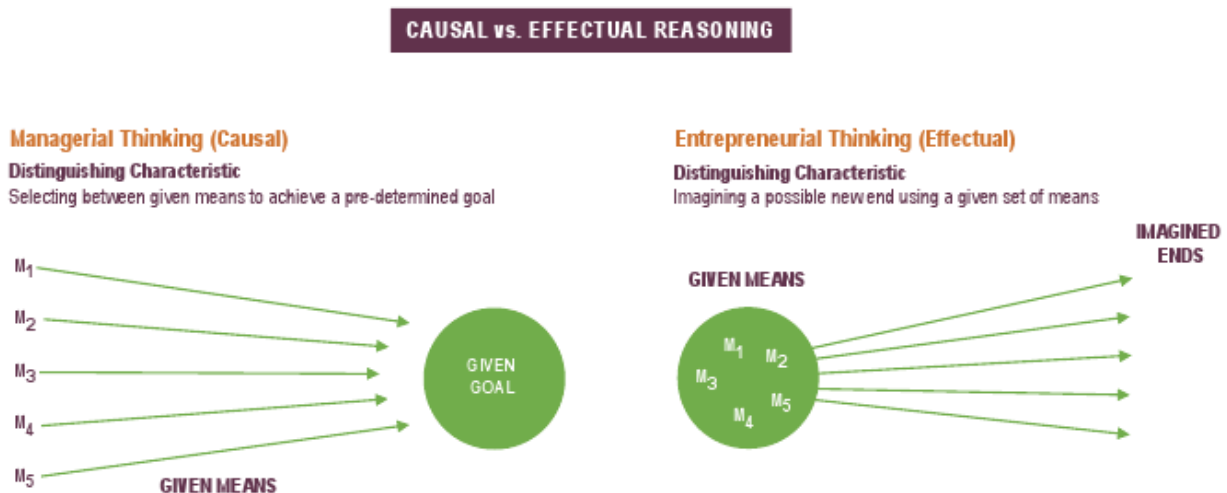 CAUSAL vs. EFFECTUAL REASONING
Managerial Thinking (Causal)
Distinguishing Characteristic
Selecting between given means to achieve a pre-determined goal
M1
M2
M3
M4
M5
GIVEN MEANS
GIVEN
GOAL
Entrepreneurial Thinking (Effectual)
Distinguishing Characteristic
Imagining a possible new end using a given set of means
IMAGINED
ENDS
GIVEN MEANS
M1
M2
M3
M5
M4